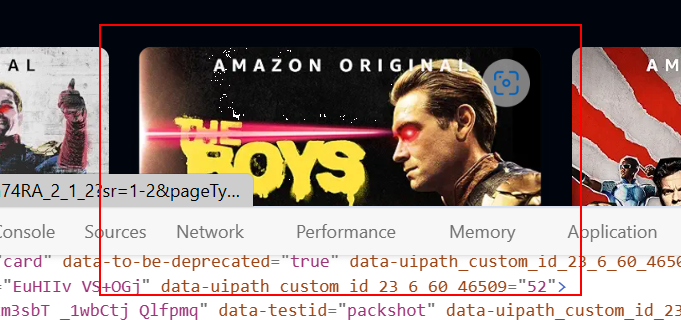 AL
AMAZON ORIGINAL
AM
THE
BOYS
74RA_2_1_2?sr=1-2&pageTy...
Console Sources Network Performance Memory Application
card" data-to-be-deprecated="true" data-uipath_custom_id_23_6_60_4650
="EuHIIv VS+OGj" data-uipath_custom_id_23_6_60_46509="52">
m3sbT _1wbCtj Qlfpmq" data-testid="packshot" data-uipath_custom_id